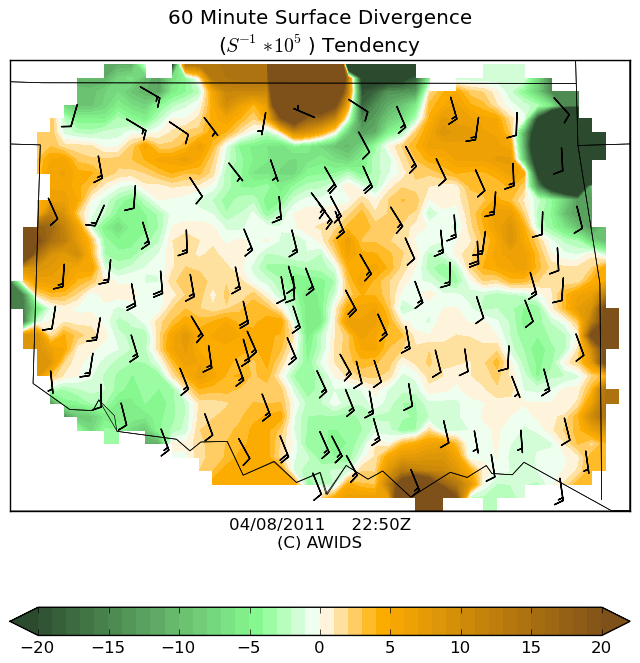 60 Minute Surface Divergence
(S⁻¹ *10⁵ ) Tendency
04/08/2011 22:50Z
(C) AWIDS
−20 −15 −10 −5 0 5 10 15 20